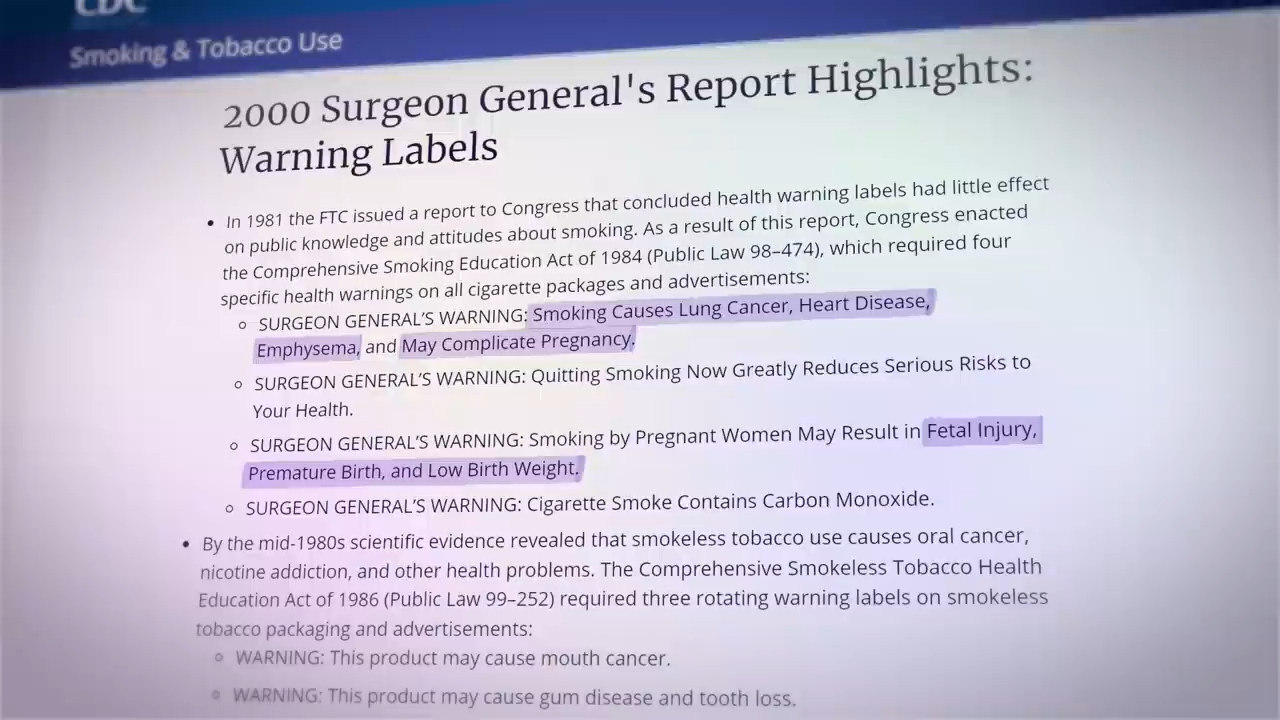 CDC
Smoking & Tobacco Use
2000 Surgeon General's Report Highlights:
Warning Labels
• In 1981 the FTC issued a report to Congress that concluded health warning labels had little effect
on public knowledge and attitudes about smoking. As a result of this report, Congress enacted
the Comprehensive Smoking Education Act of 1984 (Public Law 98–474), which required four
specific health warnings on all cigarette packages and advertisements:
◦ SURGEON GENERAL’S WARNING: Smoking Causes Lung Cancer, Heart Disease,
Emphysema, and May Complicate Pregnancy.
◦ SURGEON GENERAL’S WARNING: Quitting Smoking Now Greatly Reduces Serious Risks to
Your Health.
◦ SURGEON GENERAL’S WARNING: Smoking by Pregnant Women May Result in Fetal Injury,
Premature Birth, and Low Birth Weight.
◦ SURGEON GENERAL’S WARNING: Cigarette Smoke Contains Carbon Monoxide.
• By the mid-1980s scientific evidence revealed that smokeless tobacco use causes oral cancer,
nicotine addiction, and other health problems. The Comprehensive Smokeless Tobacco Health
Education Act of 1986 (Public Law 99–252) required three rotating warning labels on smokeless
tobacco packaging and advertisements:
◦ WARNING: This product may cause mouth cancer.
◦ WARNING: This product may cause gum disease and tooth loss.